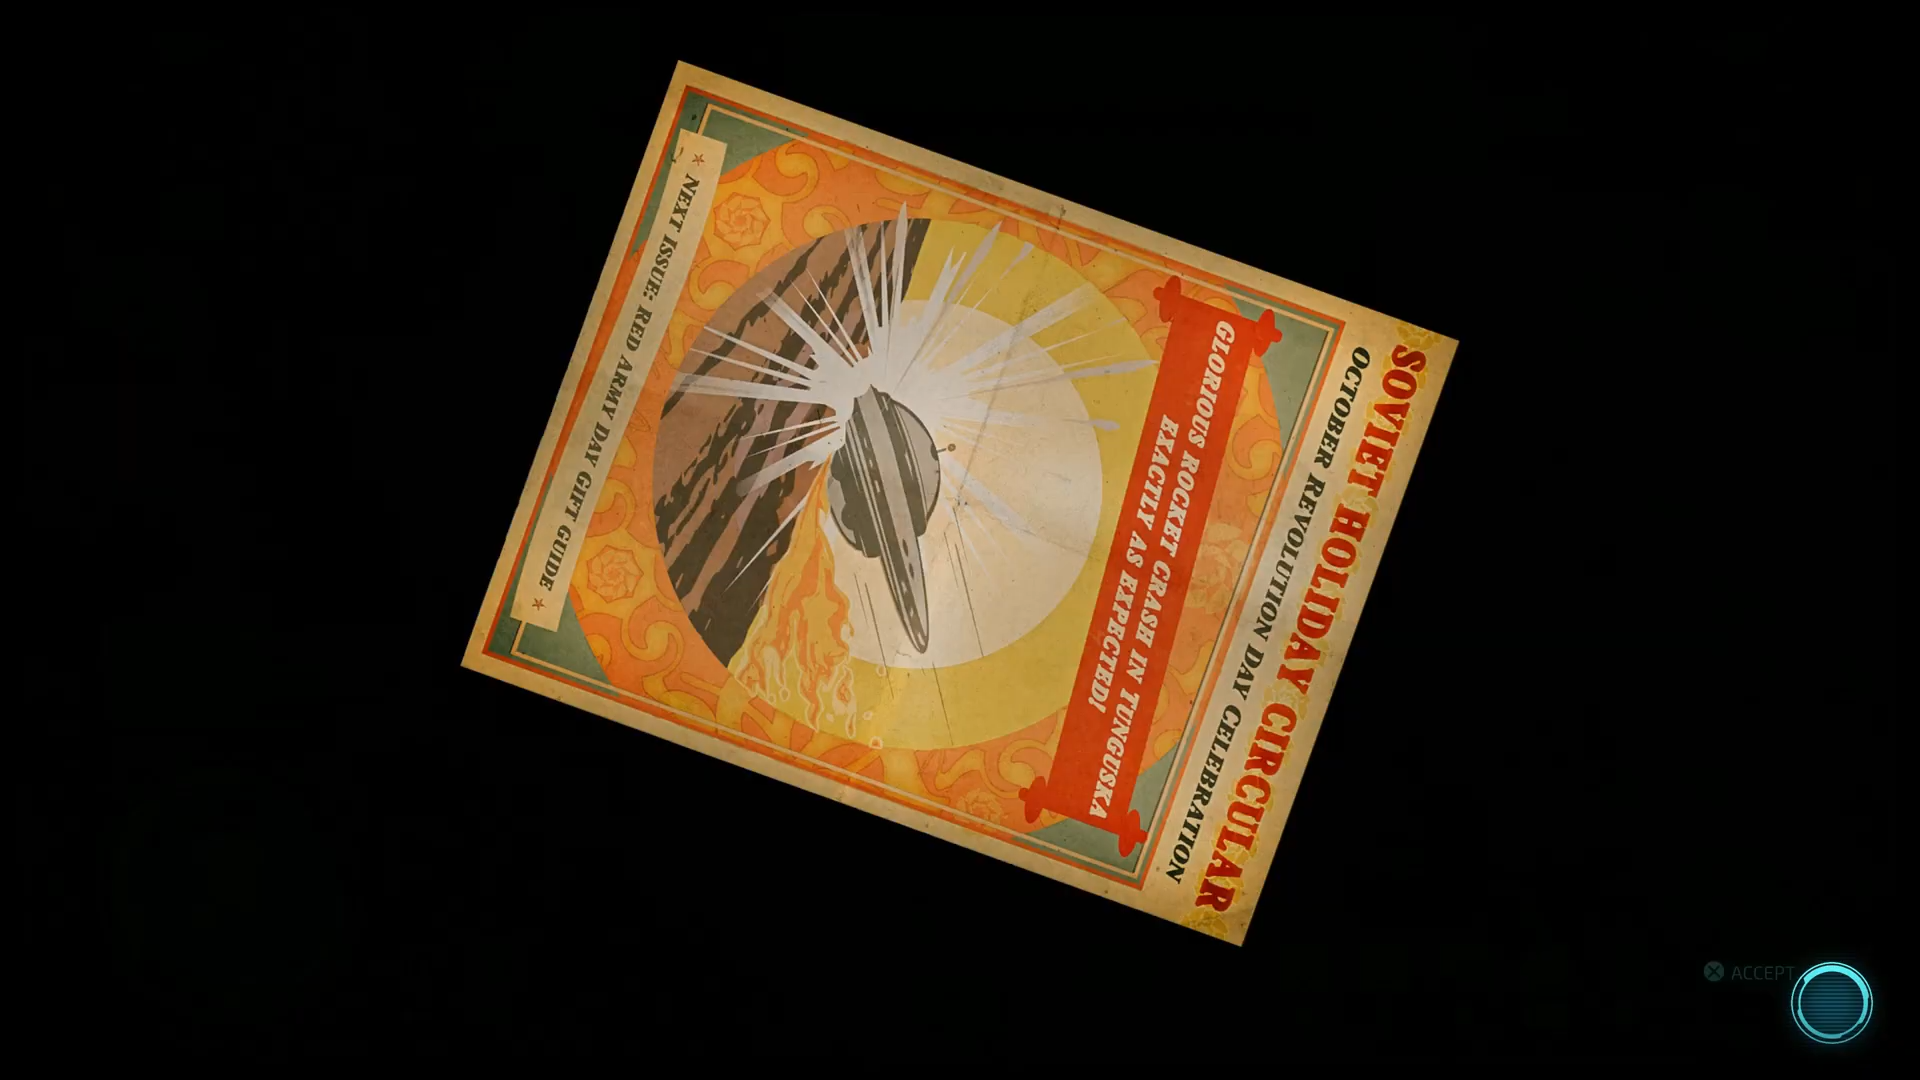 SOVIET HOLIDAY CIRCULAR
OCTOBER REVOLUTION DAY CELEBRATION
GLORIOUS ROCKET CRASH IN TUNGUSKA
EXACTLY AS EXPECTED!
NEXT ISSUE: RED ARMY DAY GIFT GUIDE
ACCEPT